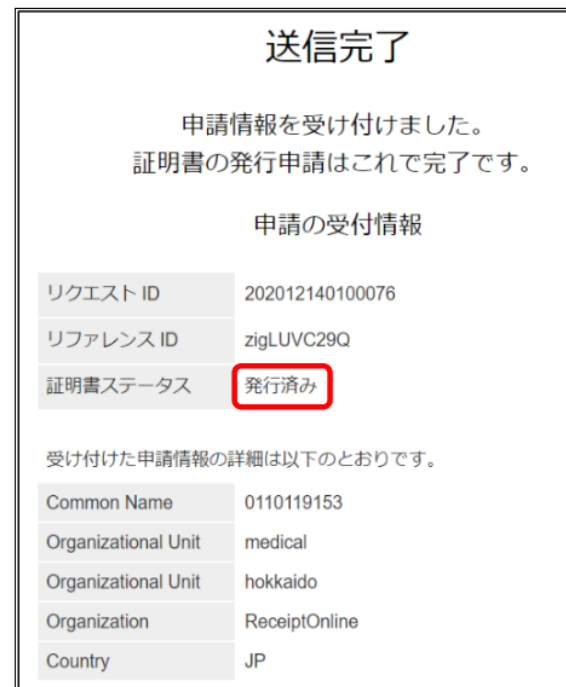 送信完了
申請情報を受け付けました。
証明書の発行申請はこれで完了です。
申請の受付情報
リクエスト ID 202012140100076
リファレンス ID zigLUVC29Q
証明書ステータス 発行済み
受け付けた申請情報の詳細は以下のとおりです。
Common Name 0110119153
Organizational Unit medical
Organizational Unit hokkaido
Organization ReceiptOnline
Country JP